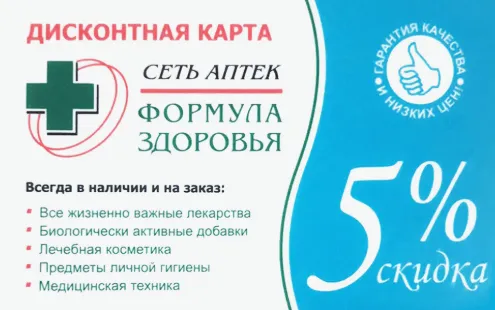 ДИСКОНТНАЯ КАРТА
СЕТЬ АПТЕК
ФОРМУЛА
ЗДОРОВЬЯ
Всегда в наличии и на заказ:
Все жизненно важные лекарства
Биологически активные добавки
Лечебная косметика
Предметы личной гигиены
Медицинская техника
ГАРАНТИЯ КАЧЕСТВА
И НИЗКИХ ЦЕН!
5%
скидка